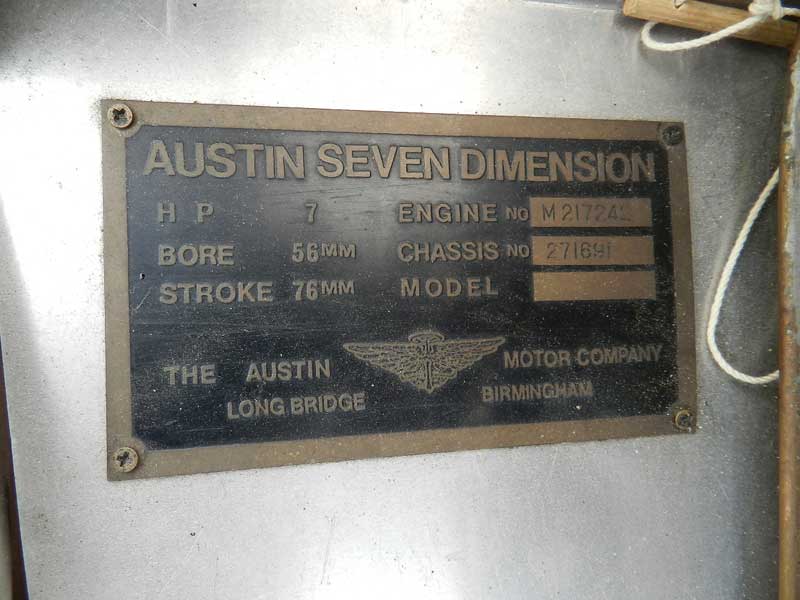 AUSTIN SEVEN DIMENSION
H P 7 ENGINE NO
BORE 56MM CHASSIS NO 271691
STROKE 76MM MODEL
THE AUSTIN MOTOR COMPANY
LONG BRIDGE BIRMINGHAM